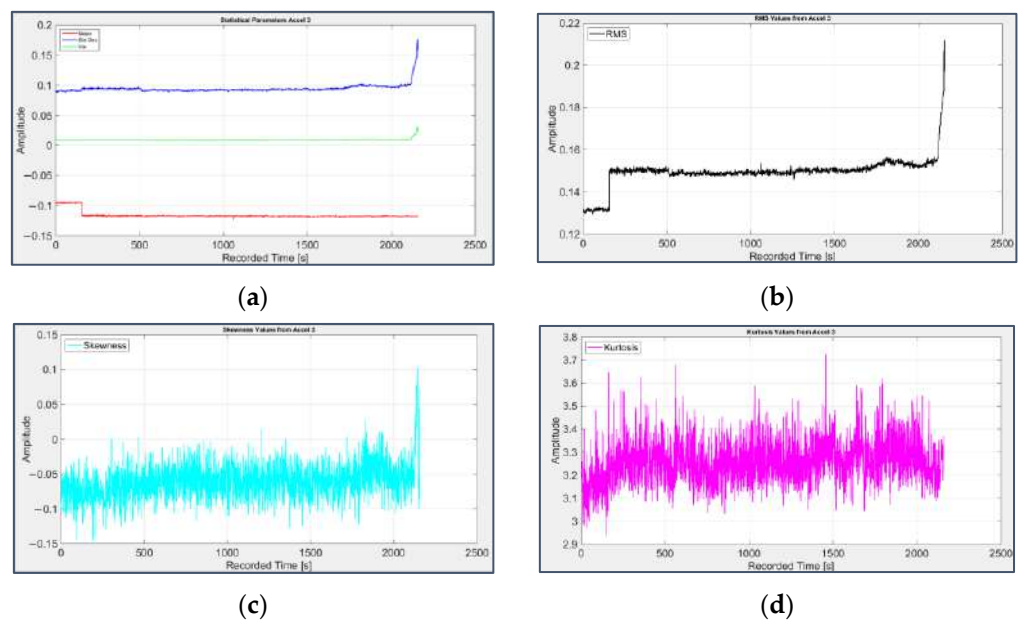 Statistical Parameters Accel 3
0.2
0.15
0.1
0.05
0
−0.05
−0.1
−0.15
Amplitude
Mean
Std Dev
Var
0 500 1000 1500 2000 2500
Recorded Time [s]
(a)
RMS Values from Accel 3
0.22
0.2
0.18
0.16
0.14
0.12
Amplitude
RMS
0 500 1000 1500 2000 2500
Recorded Time [s]
(b)
Skewness Values from Accel 3
0.15
0.1
0.05
0
−0.05
−0.1
−0.15
Amplitude
Skewness
0 500 1000 1500 2000 2500
Recorded Time [s]
(c)
Kurtosis Values from Accel 3
3.8
3.7
3.6
3.5
3.4
3.3
3.2
3.1
3
2.9
Amplitude
Kurtosis
0 500 1000 1500 2000 2500
Recorded Time [s]
(d)